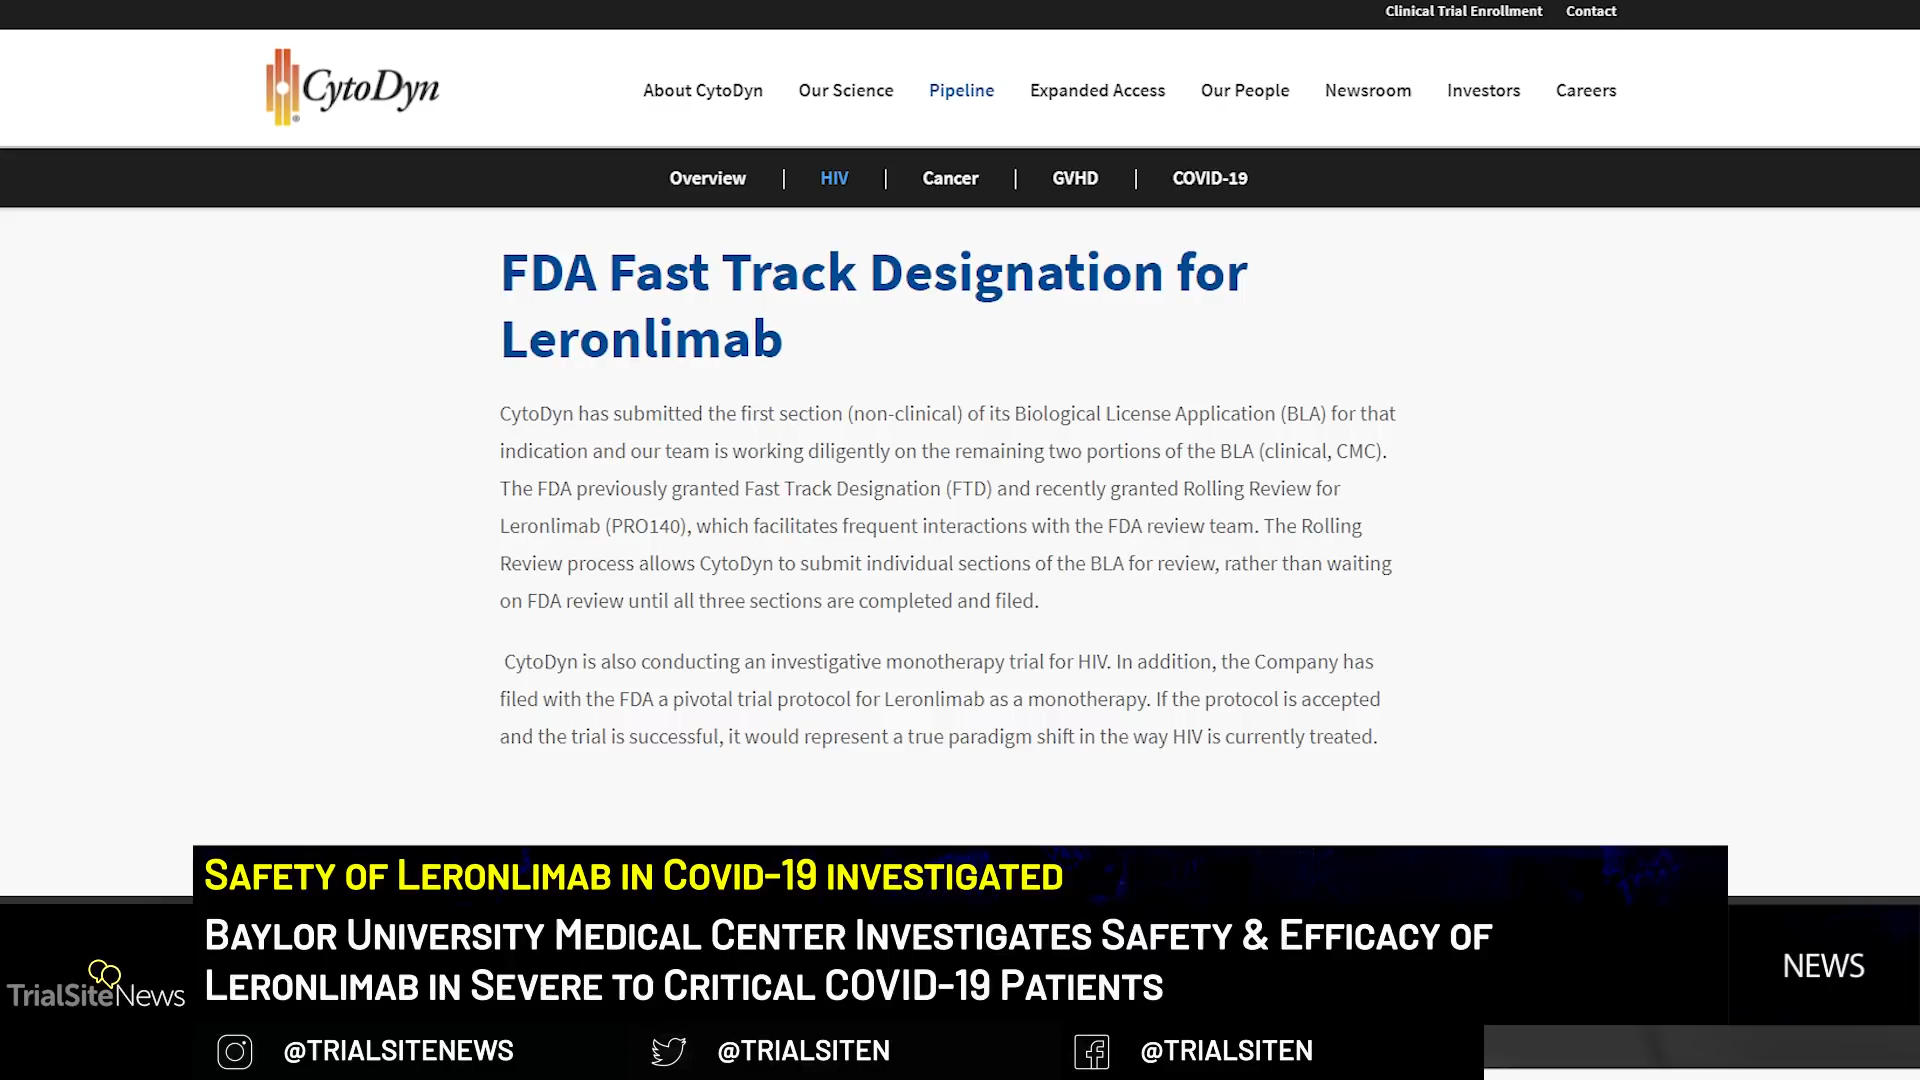 Clinical Trial Enrollment Contact
CytoDyn
®
About CytoDyn Our Science Pipeline Expanded Access Our People Newsroom Investors Careers
Overview | HIV | Cancer | GVHD | COVID-19
FDA Fast Track Designation for
Leronlimab
CytoDyn has submitted the first section (non-clinical) of its Biological License Application (BLA) for that
indication and our team is working diligently on the remaining two portions of the BLA (clinical, CMC).
The FDA previously granted Fast Track Designation (FTD) and recently granted Rolling Review for
Leronlimab (PRO140), which facilitates frequent interactions with the FDA review team. The Rolling
Review process allows CytoDyn to submit individual sections of the BLA for review, rather than waiting
on FDA review until all three sections are completed and filed.
CytoDyn is also conducting an investigative monotherapy trial for HIV. In addition, the Company has
filed with the FDA a pivotal trial protocol for Leronlimab as a monotherapy. If the protocol is accepted
and the trial is successful, it would represent a true paradigm shift in the way HIV is currently treated.
SAFETY OF LERONLIMAB IN COVID-19 INVESTIGATED
BAYLOR UNIVERSITY MEDICAL CENTER INVESTIGATES SAFETY & EFFICACY OF
LERONLIMAB IN SEVERE TO CRITICAL COVID-19 PATIENTS
TrialSiteNews
NEWS
@TRIALSITENEWS @TRIALSITEN @TRIALSITEN